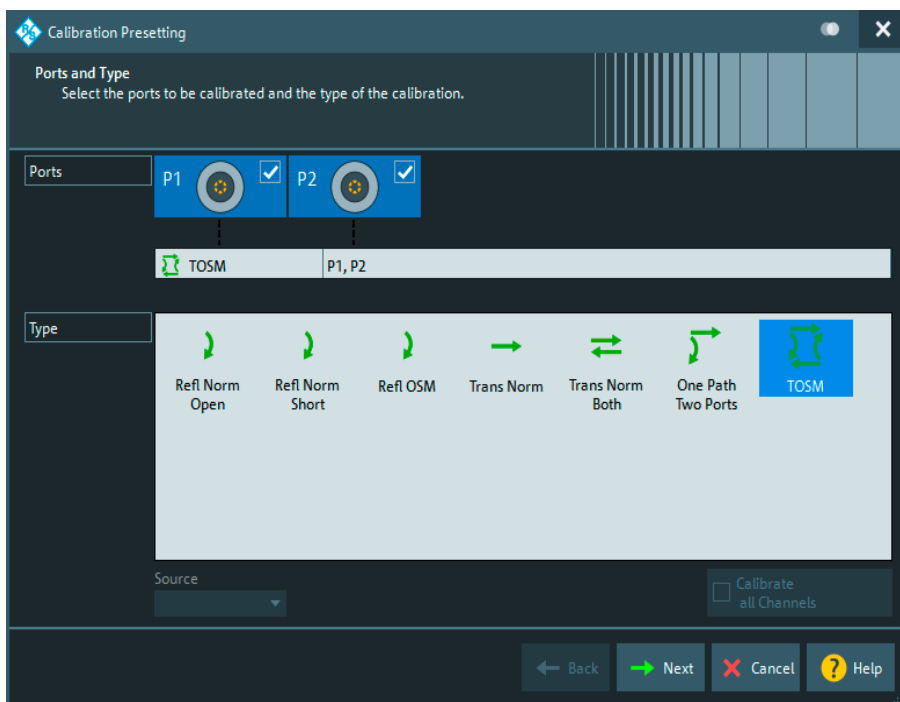 Calibration Presetting
Ports and Type
Select the ports to be calibrated and the type of the calibration.
Ports
P1
P2
TOSM
P1, P2
Type
Refl Norm
Open
Refl Norm
Short
Refl OSM
Trans Norm
Trans Norm
Both
One Path
Two Ports
TOSM
Source
Calibrate
all Channels
Back
Next
Cancel
? Help